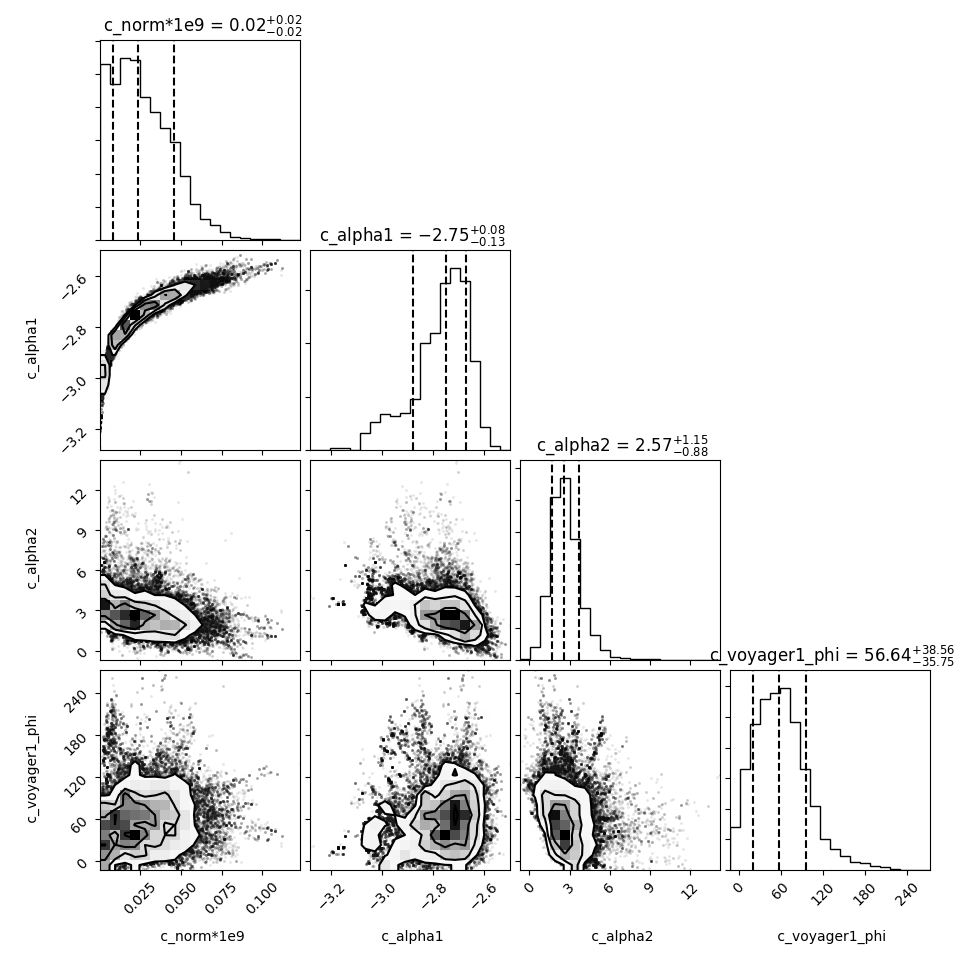 c_norm*1e9 = 0.02^{+0.02}_{-0.02}
c_alpha1 = −2.75^{+0.08}_{-0.13}
−2.6
−2.8
−3.0
−3.2
c_alpha1
c_alpha2 = 2.57^{+1.15}_{-0.88}
12
9
6
3
0
c_alpha2
c_voyager1_phi = 56.64^{+38.56}_{-35.75}
240
180
120
60
0
c_voyager1_phi
0.025 0.050 0.075 0.100
−3.2 −3.0 −2.8 −2.6
0 3 6 9 12
0 60 120 180 240
c_norm*1e9 c_alpha1 c_alpha2 c_voyager1_phi